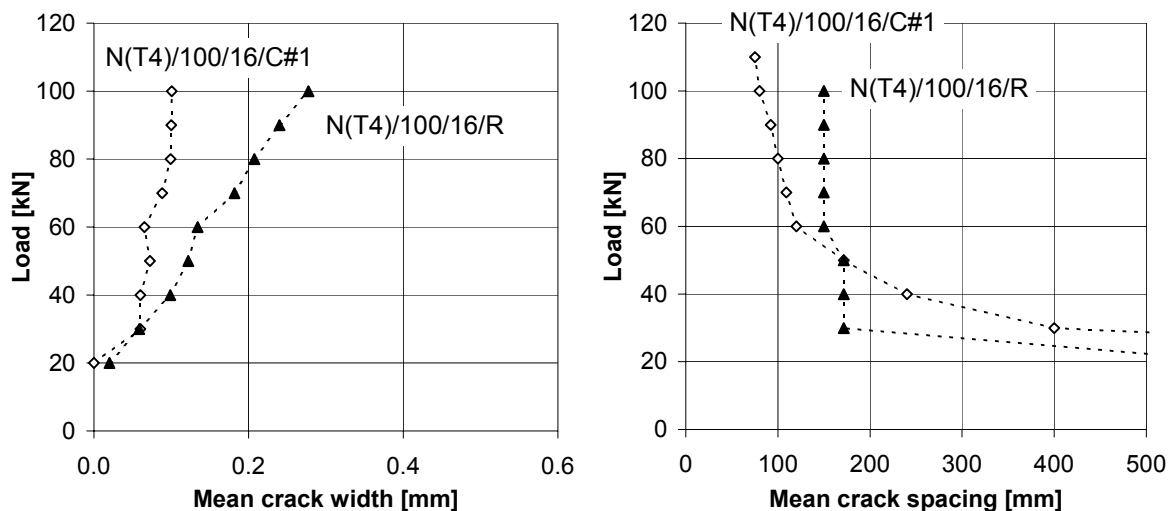 120
100
80
60
40
20
0
Load [kN]
N(T4)/100/16/C#1
N(T4)/100/16/R
0.0 0.2 0.4 0.6
Mean crack width [mm]
120
100
80
60
40
20
0
Load [kN]
N(T4)/100/16/C#1
N(T4)/100/16/R
0 100 200 300 400 500
Mean crack spacing [mm]